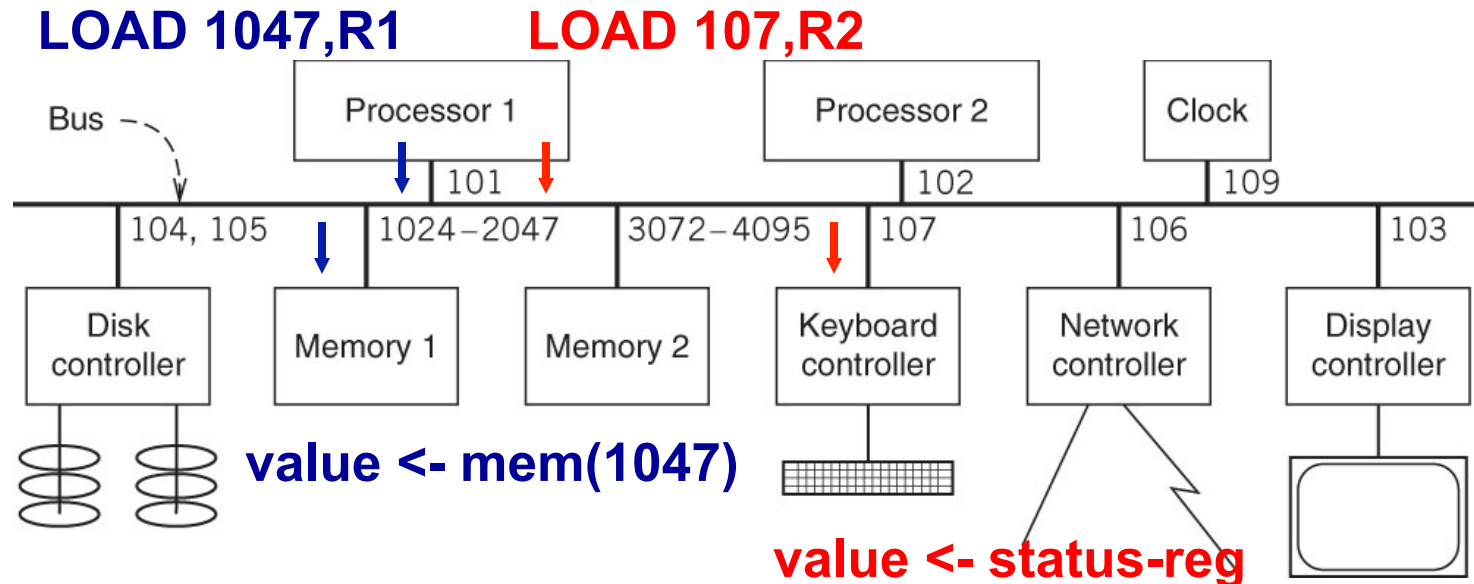 LOAD 1047,R1 LOAD 107,R2
Processor 1 Processor 2 Clock
Bus
101 102 109
104, 105 1024–2047 3072–4095 107 106 103
Disk
controller
Memory 1
Memory 2
Keyboard
controller
Network
controller
Display
controller
value <- mem(1047)
value <- status-reg